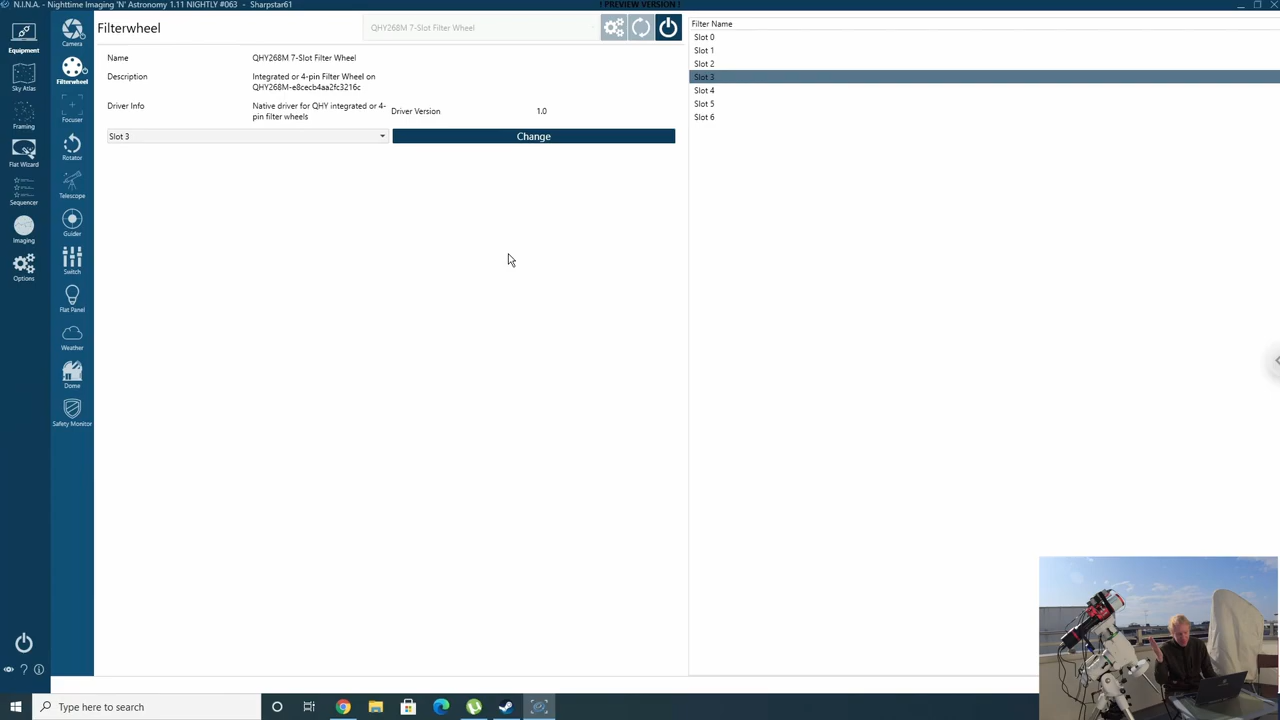 N.I.N.A. - Nighttime Imaging 'N' Astronomy 1.11 NIGHTLY #063 - Sharpstar61
! PREVIEW VERSION !
Equipment
Sky Atlas
Framing
Flat Wizard
Sequencer
Imaging
Options
Camera
Filterwheel
Focuser
Rotator
Telescope
Guider
Switch
Flat Panel
Weather
Dome
Safety Monitor
Filterwheel
QHY268M 7-Slot Filter Wheel
Name
QHY268M 7-Slot Filter Wheel
Description
Integrated or 4-pin Filter Wheel on
QHY268M-e8cecb4aa2fc3216c
Driver Info
Native driver for QHY integrated or 4-
pin filter wheels
Driver Version
1.0
Slot 3
Change
Filter Name
Slot 0
Slot 1
Slot 2
Slot 3
Slot 4
Slot 5
Slot 6
Type here to search